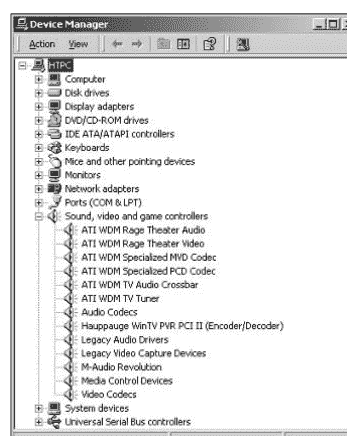 Device Manager
Action View
HTPC
Computer
Disk drives
Display adapters
DVD/CD-ROM drives
IDE ATA/ATAPI controllers
Keyboards
Mice and other pointing devices
Monitors
Network adapters
Ports (COM & LPT)
Sound, video and game controllers
ATI WDM Rage Theater Audio
ATI WDM Rage Theater Video
ATI WDM Specialized MVD Codec
ATI WDM Specialized PCD Codec
ATI WDM TV Audio Crossbar
ATI WDM TV Tuner
Audio Codecs
Hauppauge WinTV PVR PCI II (Encoder/Decoder)
Legacy Audio Drivers
Legacy Video Capture Devices
M-Audio Revolution
Media Control Devices
Video Codecs
System devices
Universal Serial Bus controllers